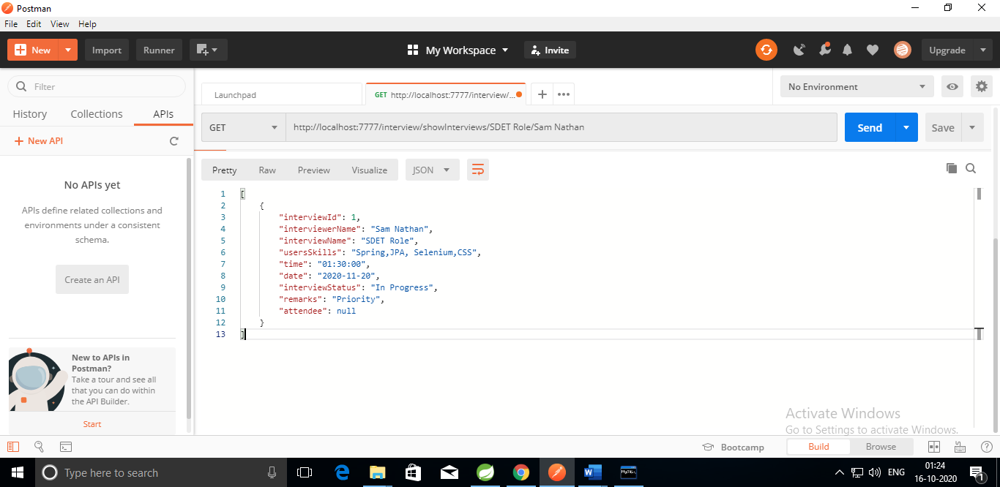 Postman
File Edit View Help
New Import Runner My Workspace Invite Upgrade
Filter
History Collections APIs
New API
No APIs yet
APIs define related collections and
environments under a consistent
schema.
Create an API
New to APIs in
Postman?
Take a tour and see all
that you can do within
the API Builder.
Start
Launchpad GET http://localhost:7777/interview/... + •••
No Environment
GET http://localhost:7777/interview/showInterviews/SDET Role/Sam Nathan Send Save
Pretty Raw Preview Visualize JSON
1 [
2 {
3 "interviewId": 1,
4 "interviewerName": "Sam Nathan",
5 "interviewName": "SDET Role",
6 "usersSkills": "Spring,JPA, Selenium,CSS",
7 "time": "01:30:00",
8 "date": "2020-11-20",
9 "interviewStatus": "In Progress",
10 "remarks": "Priority",
11 "attendee": null
12 }
13 ]
Activate Windows
Go to Settings to activate Windows.
Bootcamp Build Browse
Type here to search ENG 01:24
16-10-2020 1